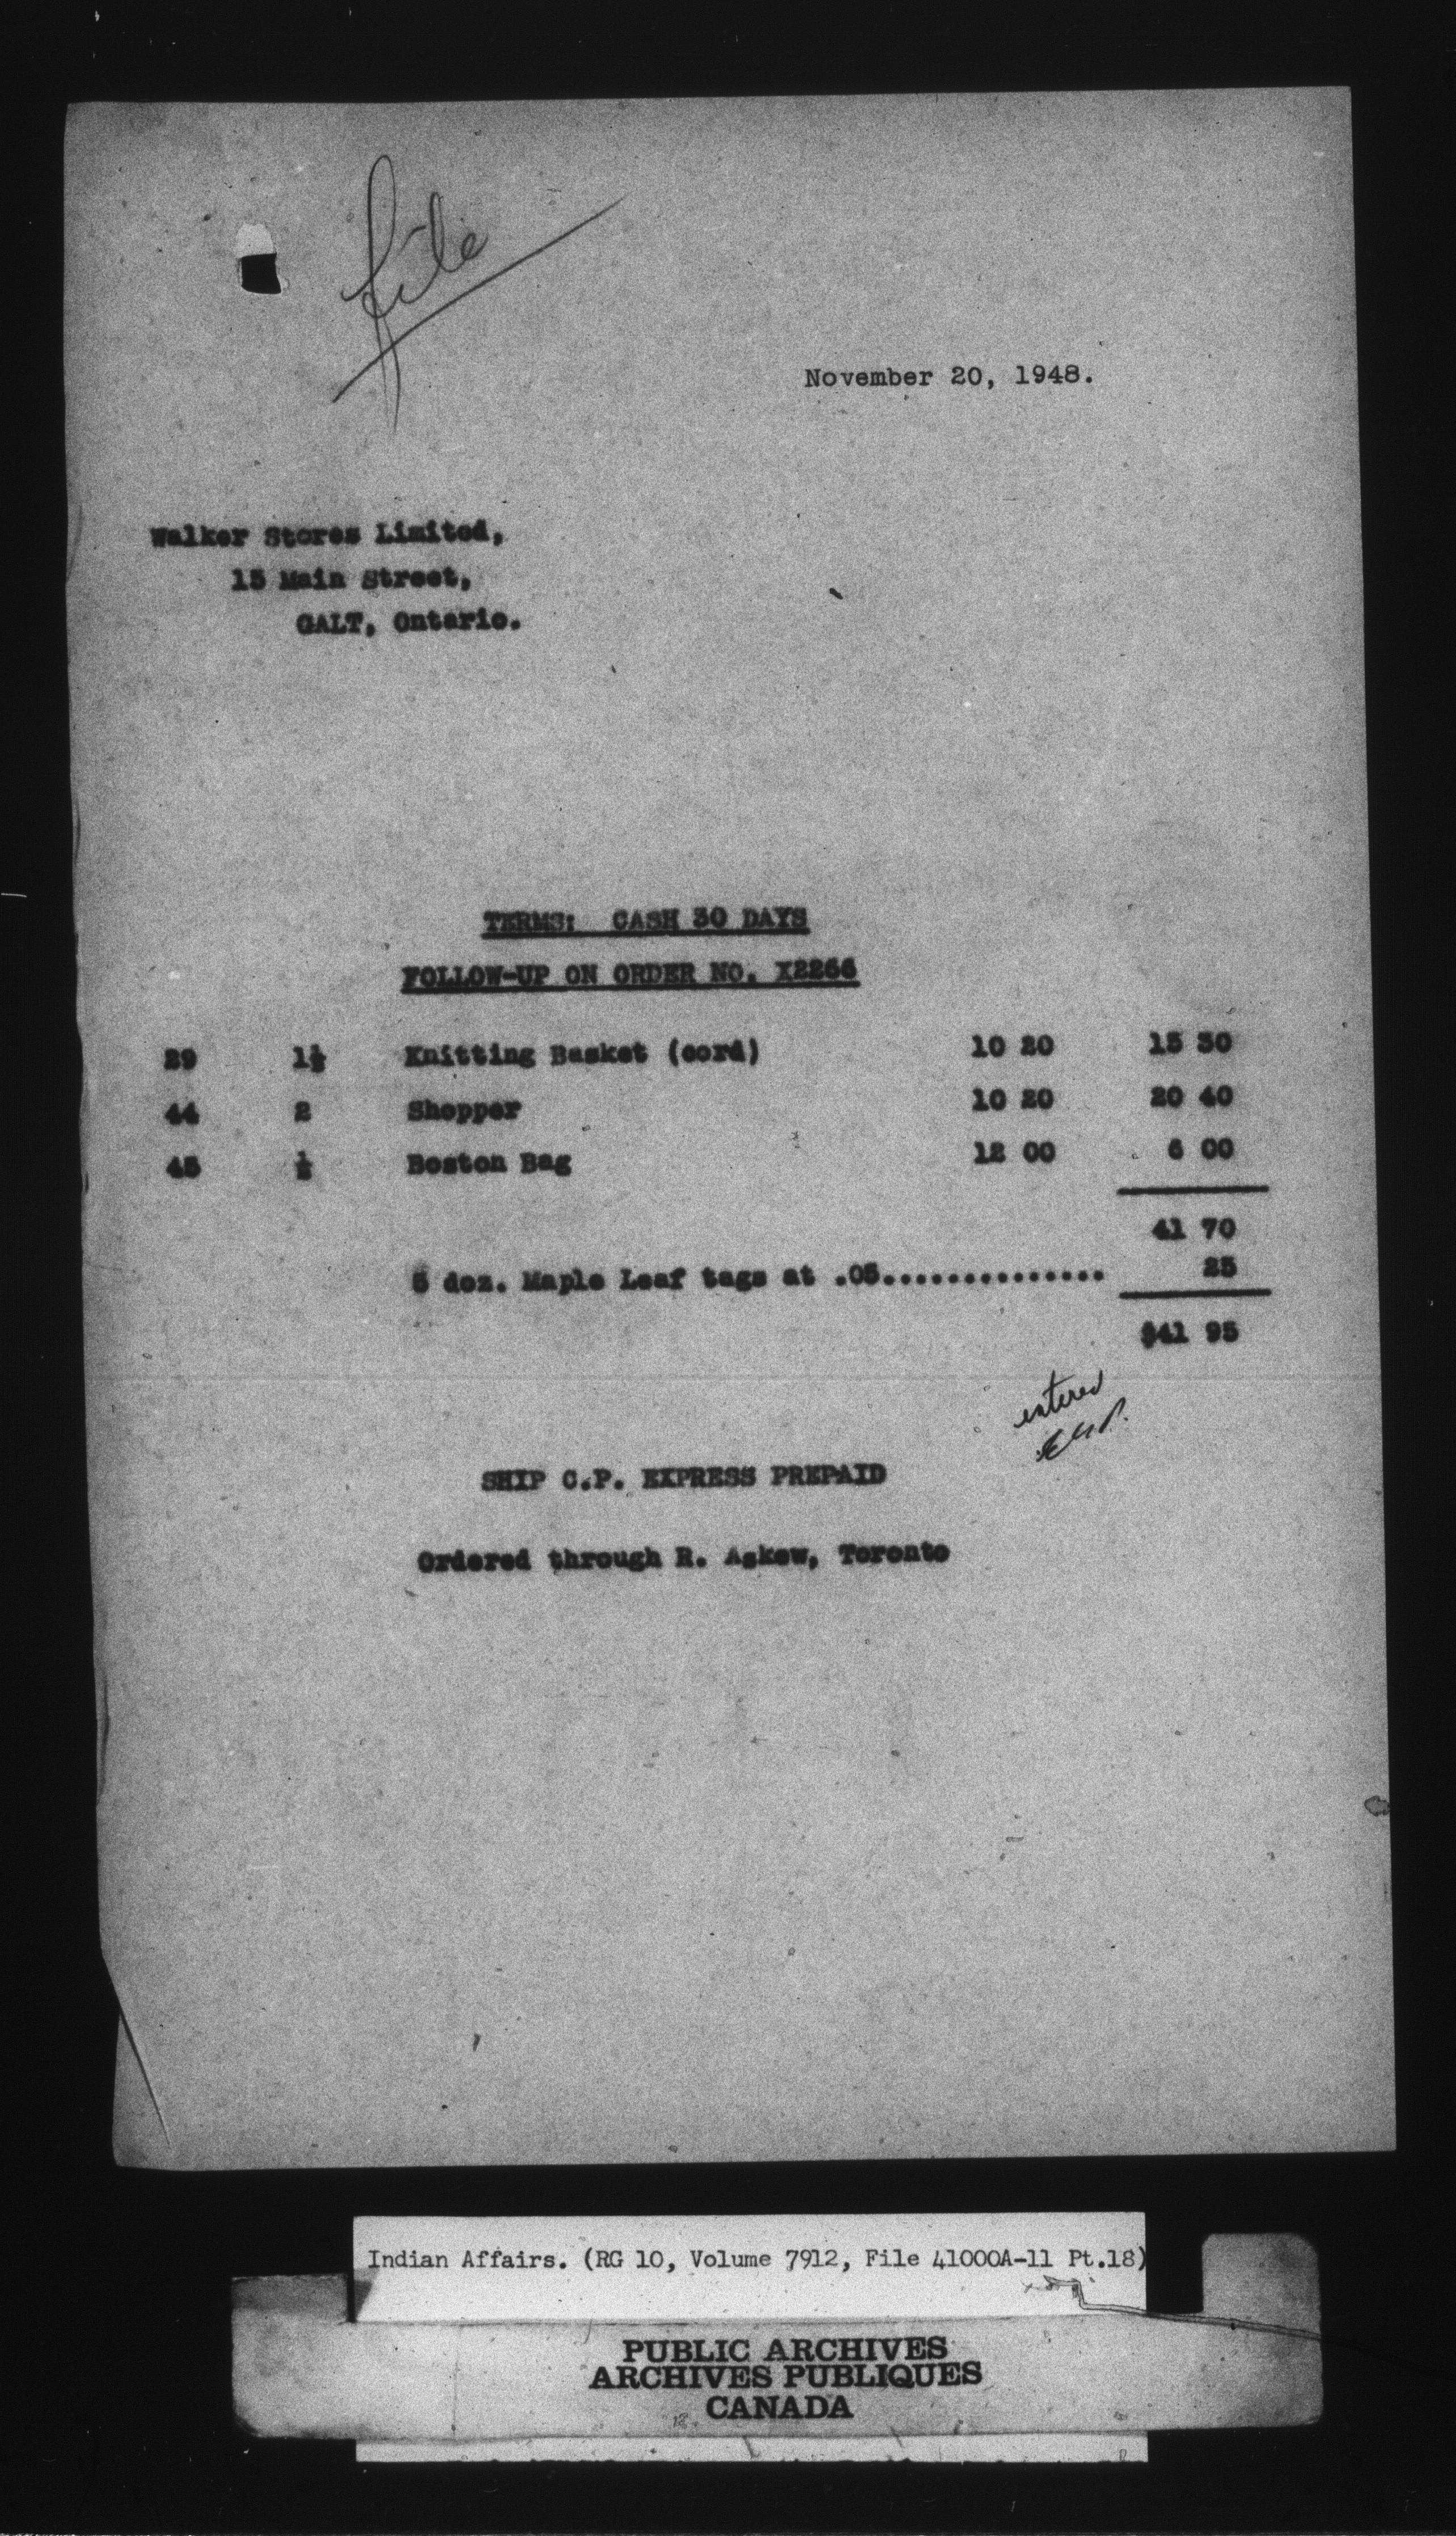 file
November 20, 1948.
Walker Stores Limited,
15 Main Street,
GALT, Ontario.
TERMS: CASH 30 DAYS
FOLLOW-UP ON ORDER NO. X2266
29 1½ Knitting Basket (cord) 10 20 15 30
44 2 Shopper 10 20 20 40
45 ½ Boston Bag 12 00 6 00
41 70
5 doz. Maple Leaf tags at .05............... 25
$41 95
entered
SHIP C.P. EXPRESS PREPAID
Ordered through R. Askew, Toronto
Indian Affairs. (RG 10, Volume 7912, File 41000A-11 Pt.18)
PUBLIC ARCHIVES
ARCHIVES PUBLIQUES
CANADA